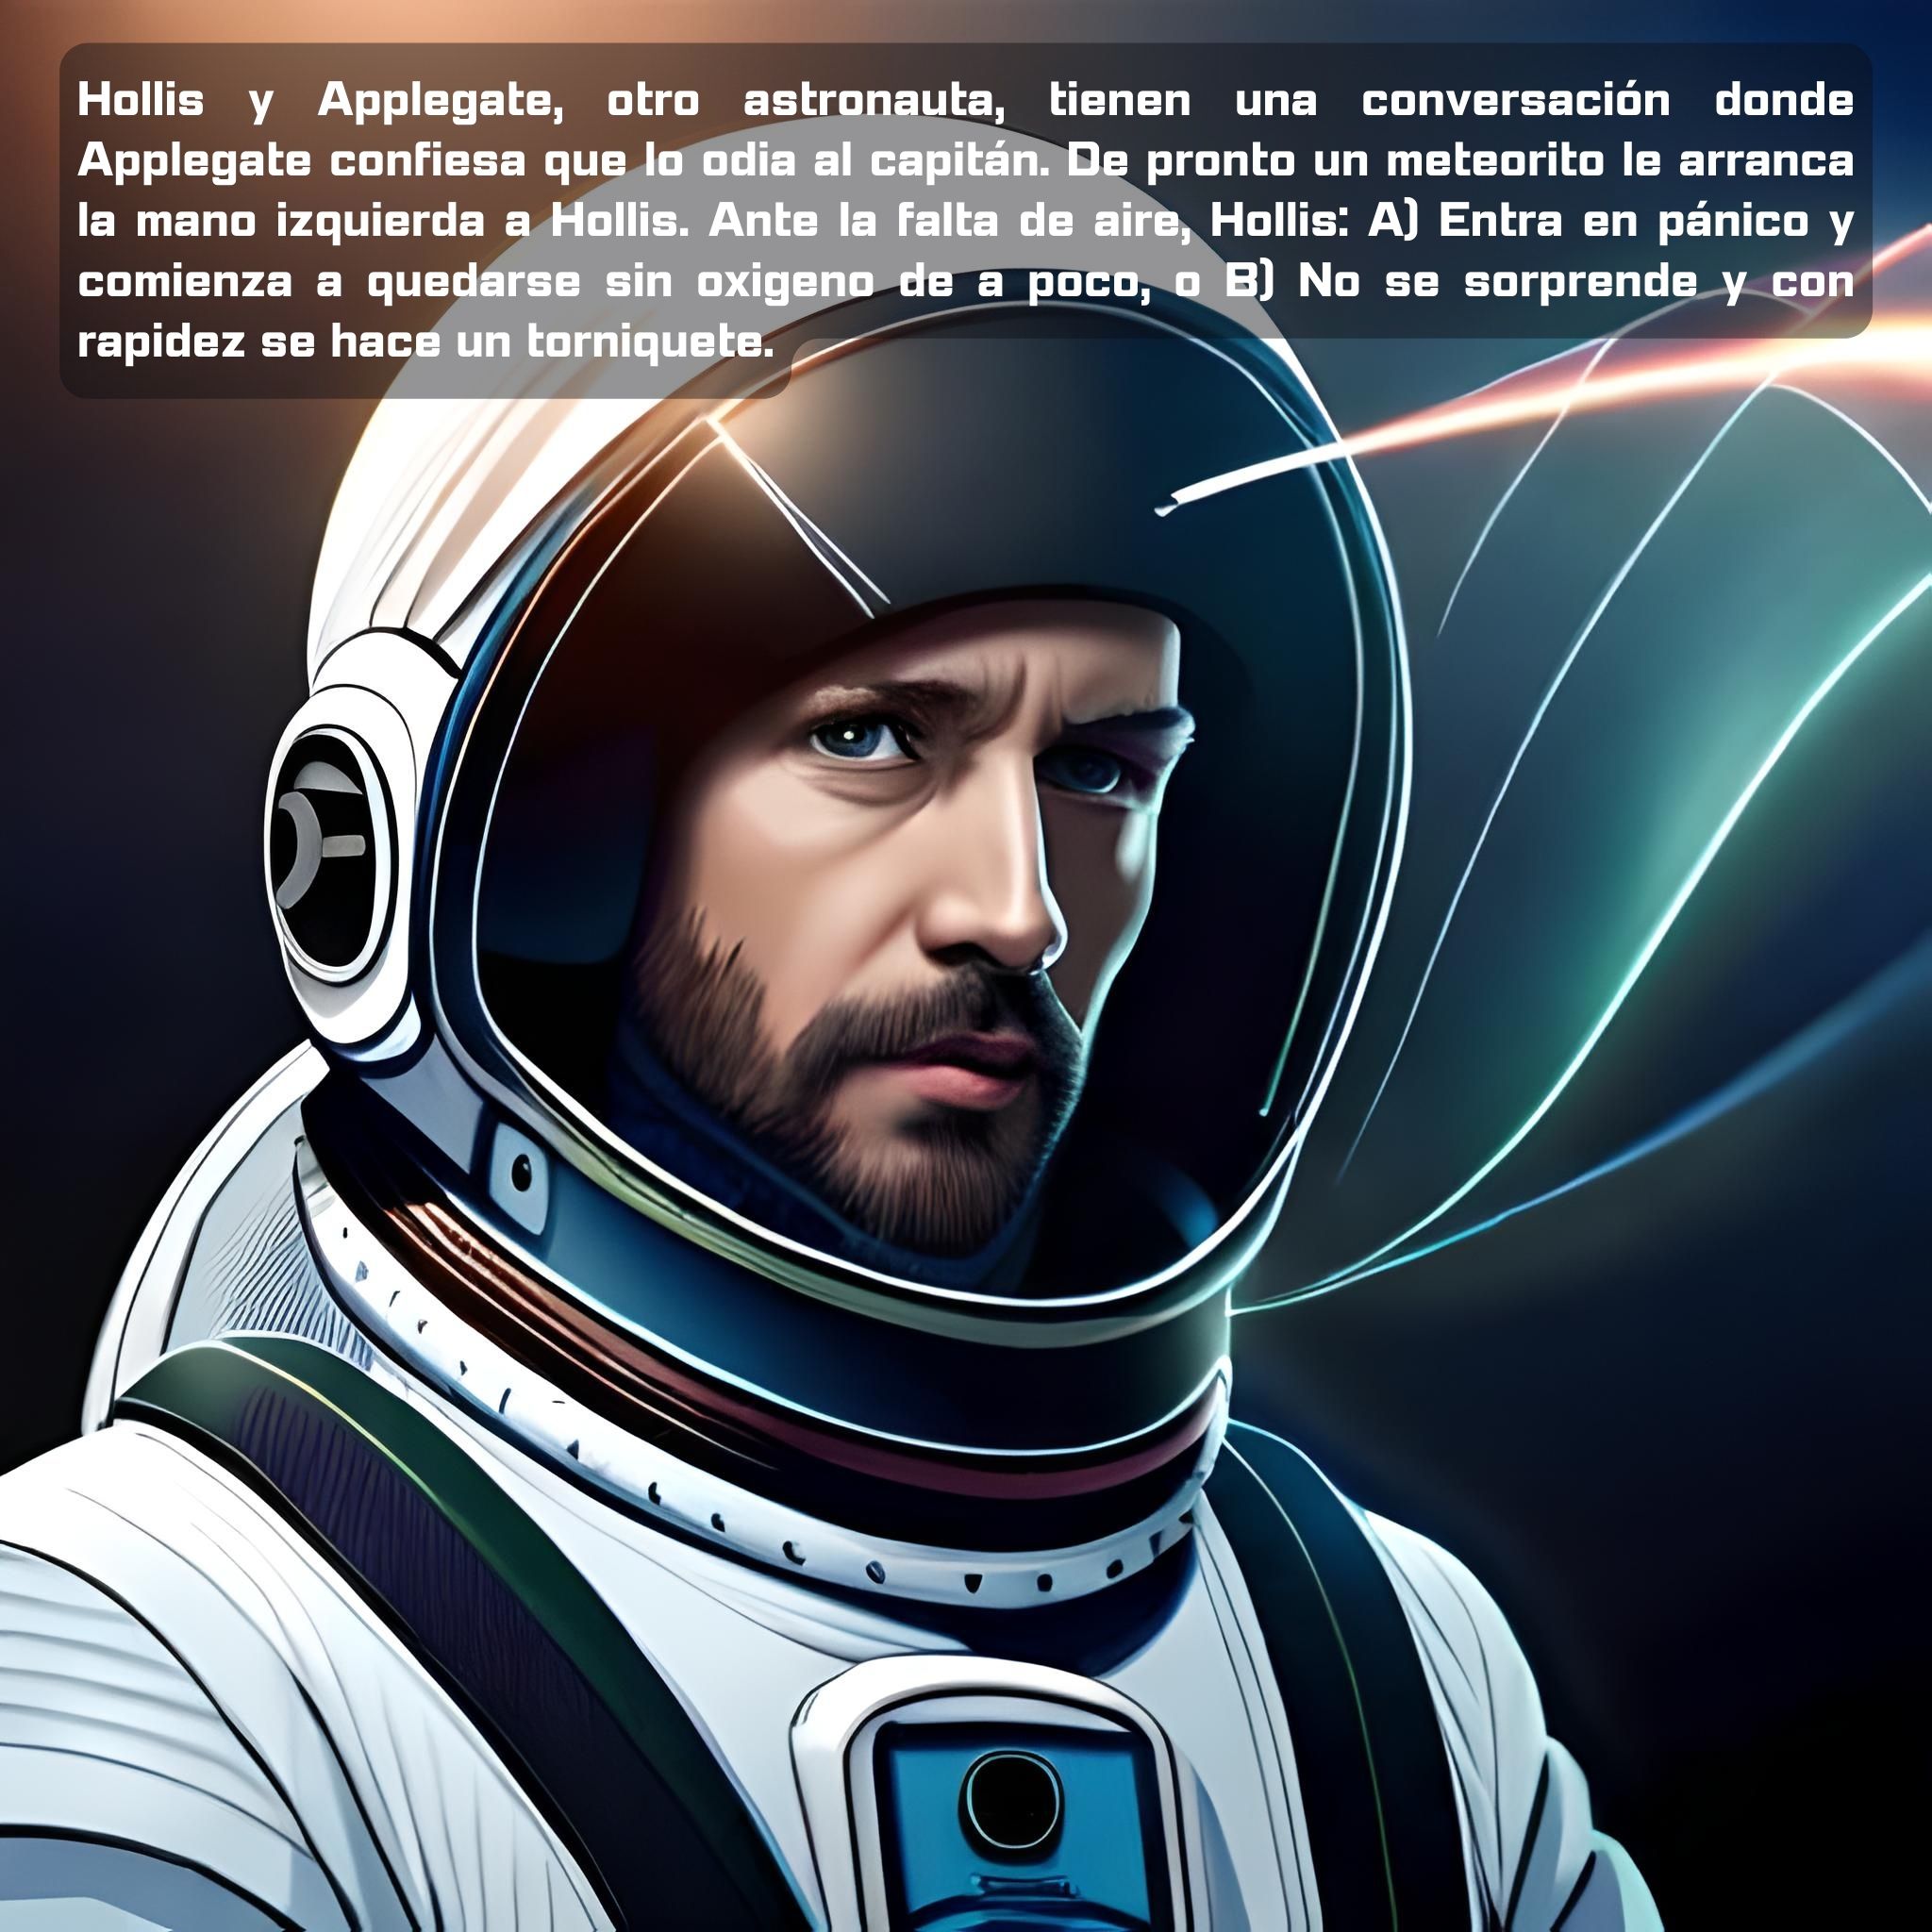 Hollis y Applegate, otro astronauta, tienen una conversación donde
Applegate confiesa que lo odia al capitán. De pronto un meteorito le arranca
la mano izquierda a Hollis. Ante la falta de aire, Hollis: A) Entra en pánico y
comienza a quedarse sin oxigeno de a poco, o B) No se sorprende y con
rapidez se hace un torniquete.